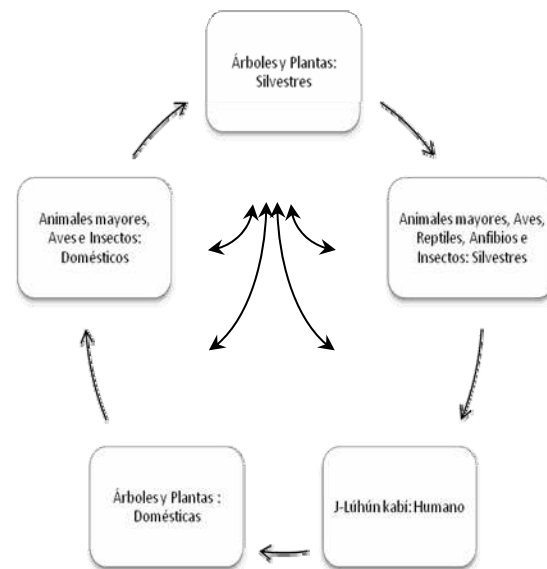 Árboles y Plantas:
Silvestres
Animales mayores,
Aves e Insectos:
Domésticos
Animales mayores, Aves,
Reptiles, Anfibios e
Insectos: Silvestres
Árboles y Plantas :
Domésticas
J-Lúhún kabí: Humano